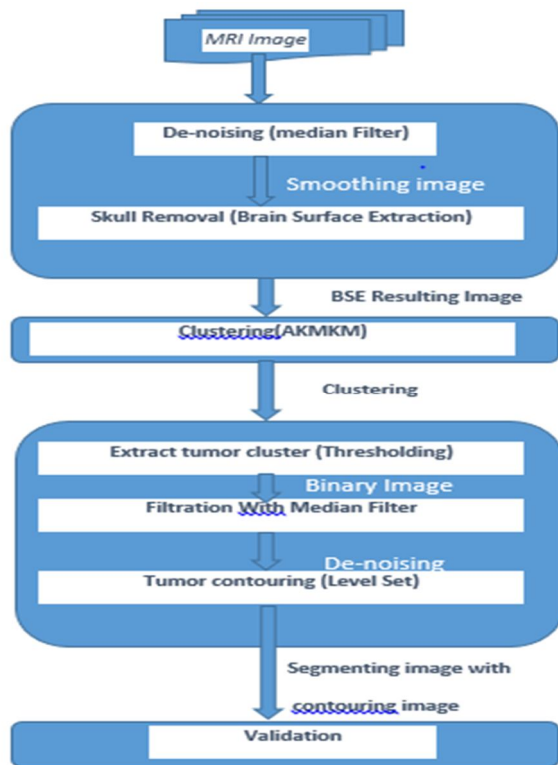 MRI Image
De-noising (median Filter)
Smoothing image
Skull Removal (Brain Surface Extraction)
BSE Resulting Image
Clustering(AKMKM)
Clustering
Extract tumor cluster (Thresholding)
Binary Image
Filtration With Median Filter
De-noising
Tumor contouring (Level Set)
Segmenting image with
contouring image
Validation